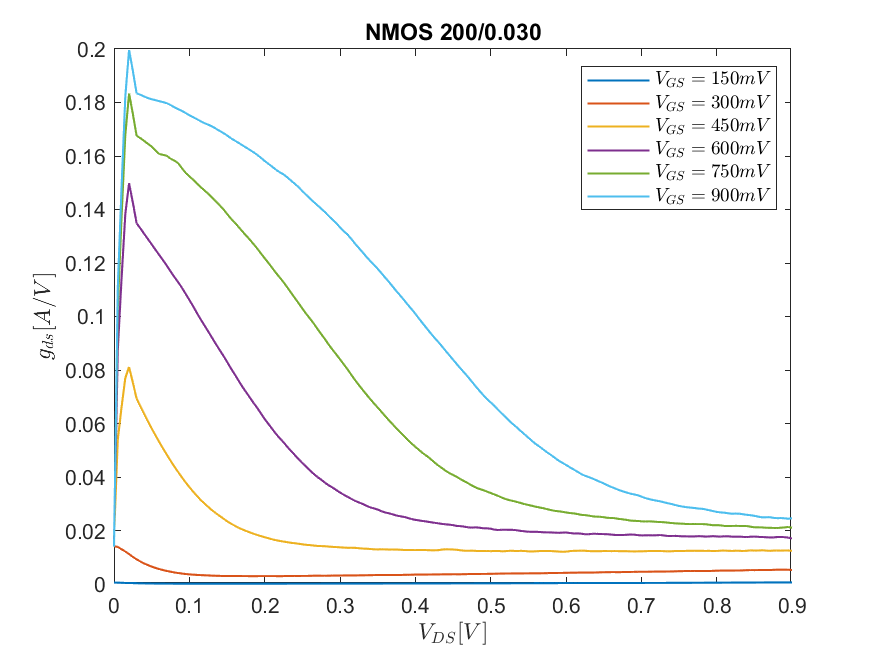 NMOS 200/0.030
0.2
0.18
0.16
0.14
0.12
0.1
0.08
0.06
0.04
0.02
0
g_{ds}[A/V]
V_{GS} = 150mV
V_{GS} = 300mV
V_{GS} = 450mV
V_{GS} = 600mV
V_{GS} = 750mV
V_{GS} = 900mV
0 0.1 0.2 0.3 0.4 0.5 0.6 0.7 0.8 0.9
V_{DS}[V]